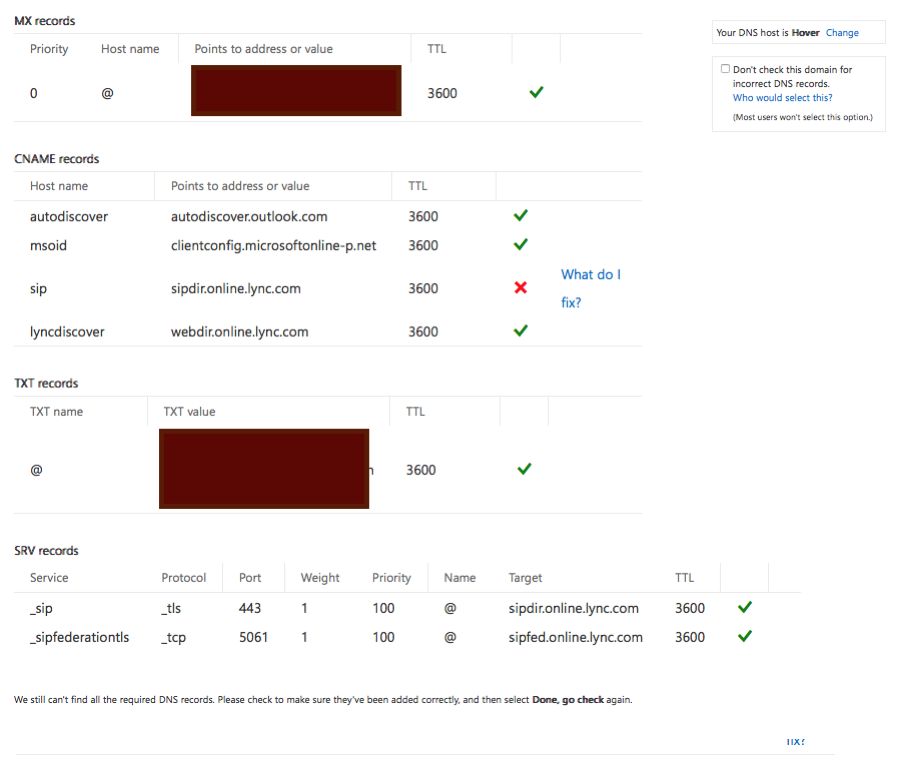 MX records
Priority Host name Points to address or value TTL
0 @ 3600
Your DNS host is Hover Change
Don't check this domain for
incorrect DNS records.
Who would select this?
(Most users won't select this option.)
CNAME records
Host name Points to address or value TTL
autodiscover autodiscover.outlook.com 3600
msoid clientconfig.microsoftonline-p.net 3600
sip sipdir.online.lync.com 3600 What do I
fix?
lyncdiscover webdir.online.lync.com 3600
TXT records
TXT name TXT value TTL
@ 3600
SRV records
Service Protocol Port Weight Priority Name Target TTL
_sip _tls 443 1 100 @ sipdir.online.lync.com 3600
_sipfederationtls _tcp 5061 1 100 @ sipfed.online.lync.com 3600
We still can't find all the required DNS records. Please check to make sure they've been added correctly, and then select Done, go check again.